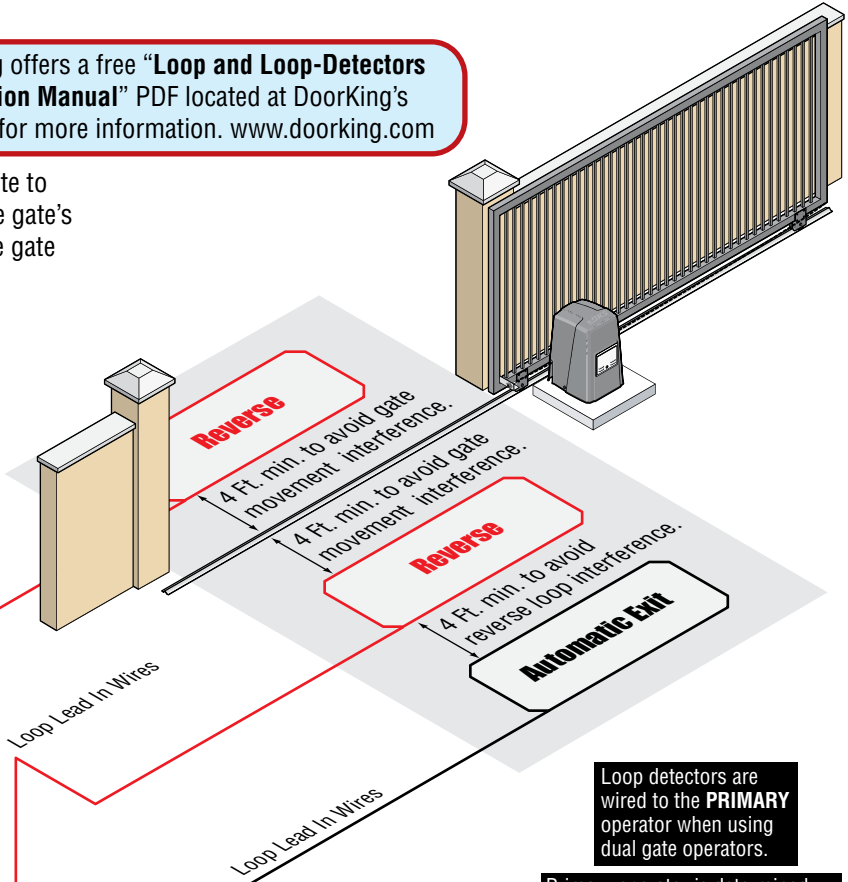 offers a free “Loop and Loop-Detectors
Manual” PDF located at DoorKing's
for more information. www.doorking.com
to
gate's
gate
Reverse
4 Ft. min. to avoid gate
movement interference.
4 Ft. min. to avoid gate
movement interference.
Reverse
4 Ft. min. to avoid
reverse loop interference.
Automatic Exit
Loop Lead In Wires
Loop Lead In Wires
Loop detectors are
wired to the PRIMARY
operator when using
dual gate operators.